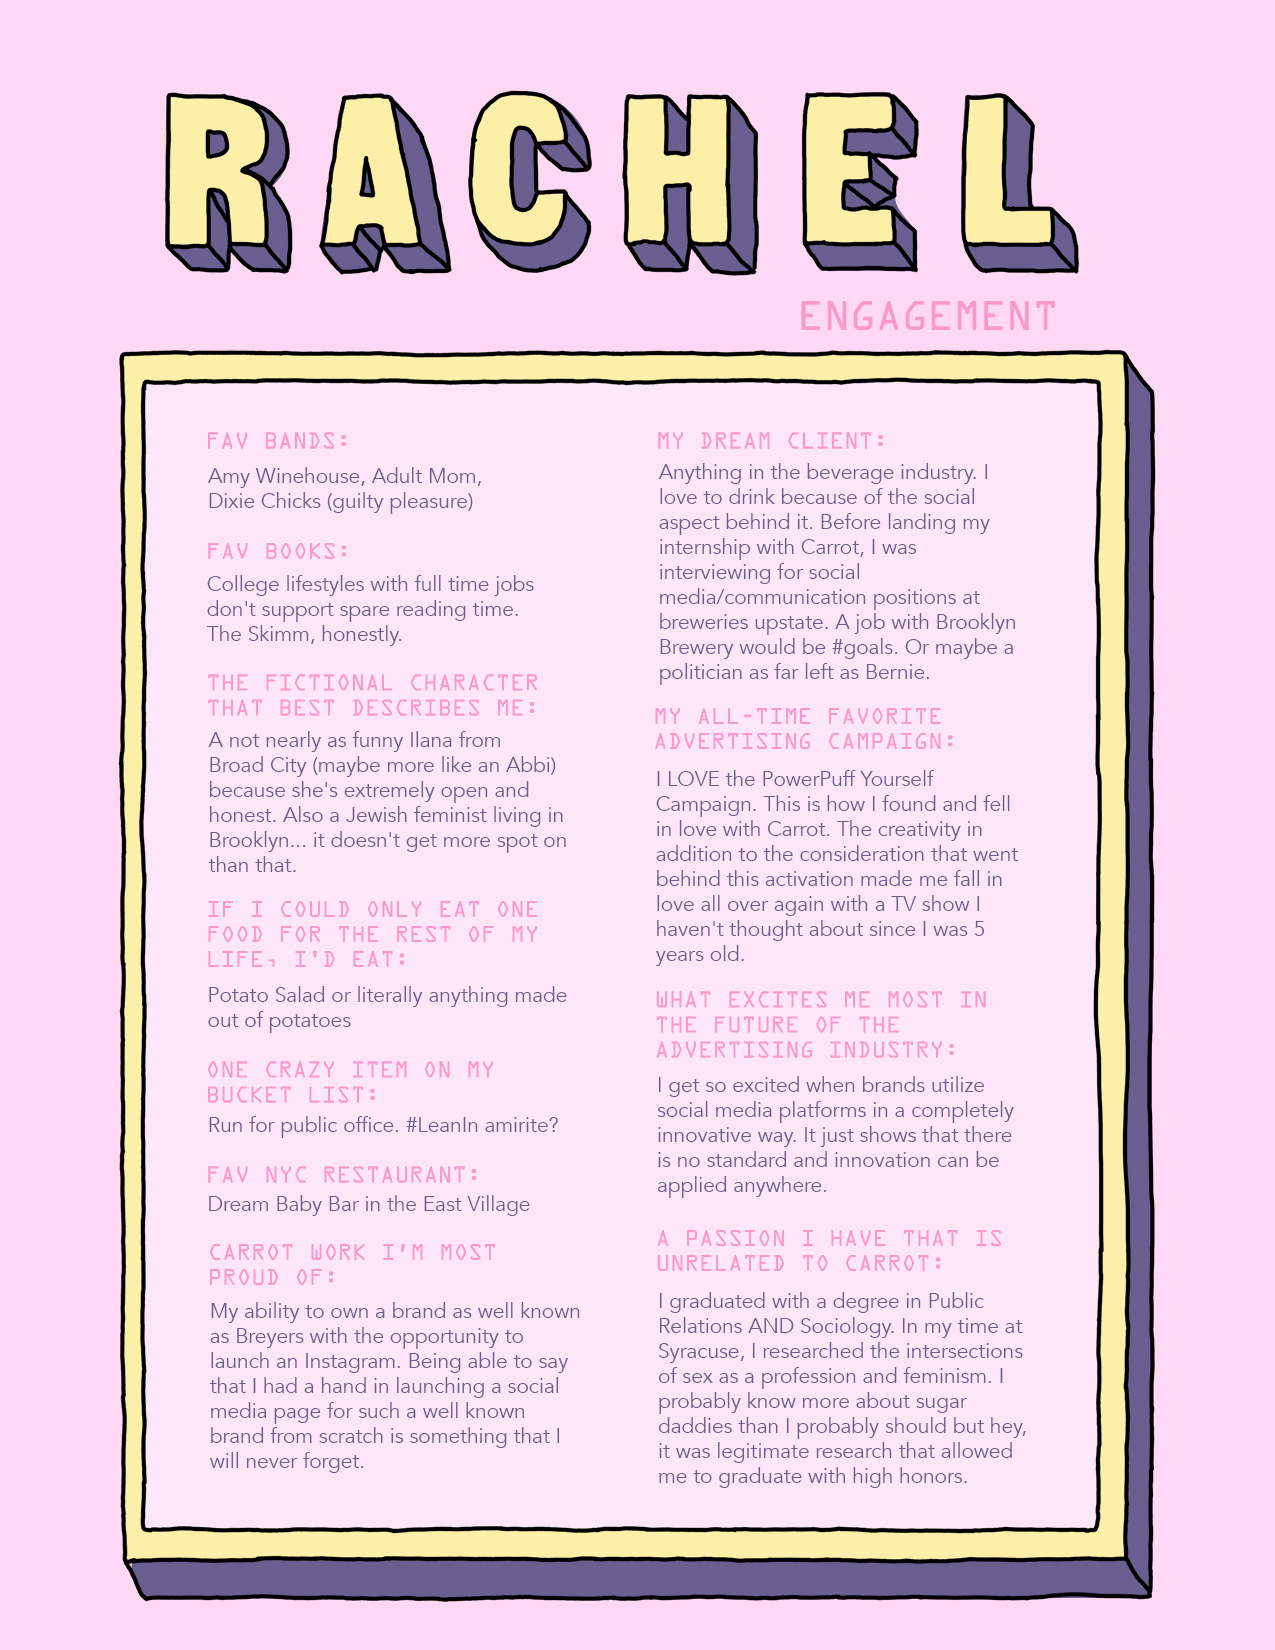 RACHEL
ENGAGEMENT
FAV BANDS:
Amy Winehouse, Adult Mom,
Dixie Chicks (guilty pleasure)
FAV BOOKS:
College lifestyles with full time jobs
don't support spare reading time.
The Skimm, honestly.
THE FICTIONAL CHARACTER
THAT BEST DESCRIBES ME:
A not nearly as funny Ilana from
Broad City (maybe more like an Abbi)
because she's extremely open and
honest. Also a Jewish feminist living in
Brooklyn... it doesn't get more spot on
than that.
IF I COULD ONLY EAT ONE
FOOD FOR THE REST OF MY
LIFE, I'D EAT:
Potato Salad or literally anything made
out of potatoes
ONE CRAZY ITEM ON MY
BUCKET LIST:
Run for public office. #LeanIn amirite?
FAV NYC RESTAURANT:
Dream Baby Bar in the East Village
CARROT WORK I'M MOST
PROUD OF:
My ability to own a brand as well known
as Breyers with the opportunity to
launch an Instagram. Being able to say
that I had a hand in launching a social
media page for such a well known
brand from scratch is something that I
will never forget.
MY DREAM CLIENT:
Anything in the beverage industry. I
love to drink because of the social
aspect behind it. Before landing my
internship with Carrot, I was
interviewing for social
media/communication positions at
breweries upstate. A job with Brooklyn
Brewery would be #goals. Or maybe a
politician as far left as Bernie.
MY ALL-TIME FAVORITE
ADVERTISING CAMPAIGN:
I LOVE the PowerPuff Yourself
Campaign. This is how I found and fell
in love with Carrot. The creativity in
addition to the consideration that went
behind this activation made me fall in
love all over again with a TV show I
haven't thought about since I was 5
years old.
WHAT EXCITES ME MOST IN
THE FUTURE OF THE
ADVERTISING INDUSTRY:
I get so excited when brands utilize
social media platforms in a completely
innovative way. It just shows that there
is no standard and innovation can be
applied anywhere.
A PASSION I HAVE THAT IS
UNRELATED TO CARROT:
I graduated with a degree in Public
Relations AND Sociology. In my time at
Syracuse, I researched the intersections
of sex as a profession and feminism. I
probably know more about sugar
daddies than I probably should but hey,
it was legitimate research that allowed
me to graduate with high honors.